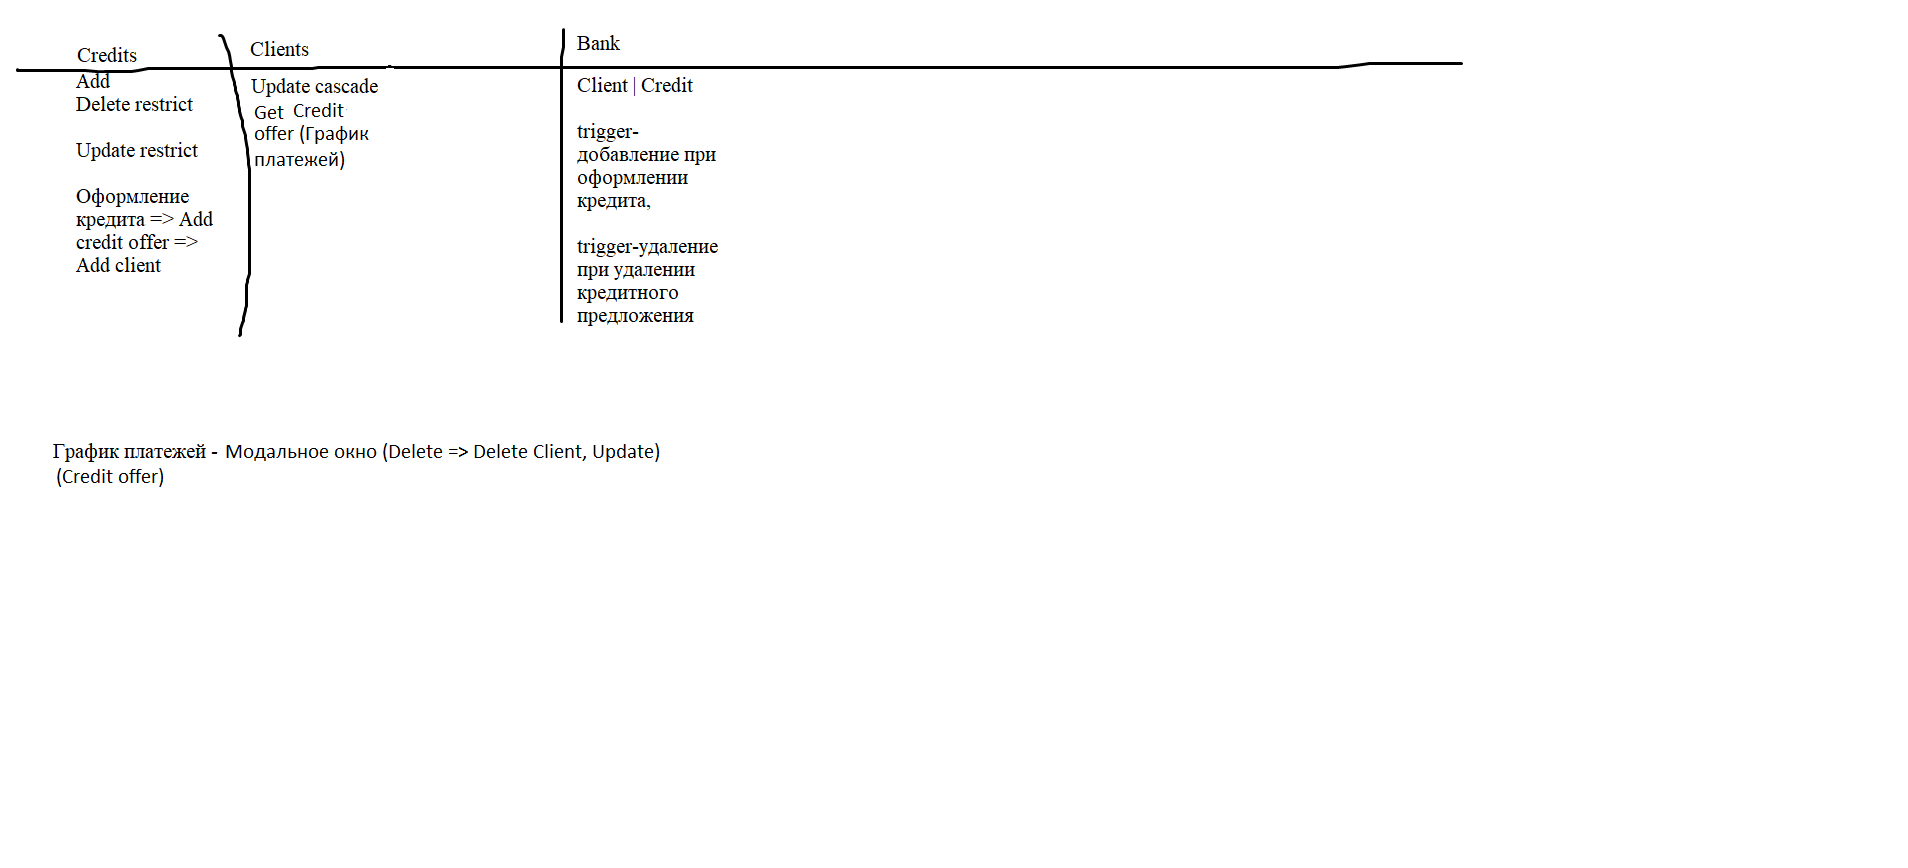 Credits
Add
Delete restrict
Update restrict
Оформление
кредита => Add
credit offer =>
Add client
Clients
Update cascade
Get Credit
offer (График
платежей)
Bank
Client | Credit
trigger-
добавление при
оформлении
кредита,
trigger-удаление
при удалении
кредитного
предложения
График платежей - Модальное окно (Delete => Delete Client, Update)
(Credit offer)